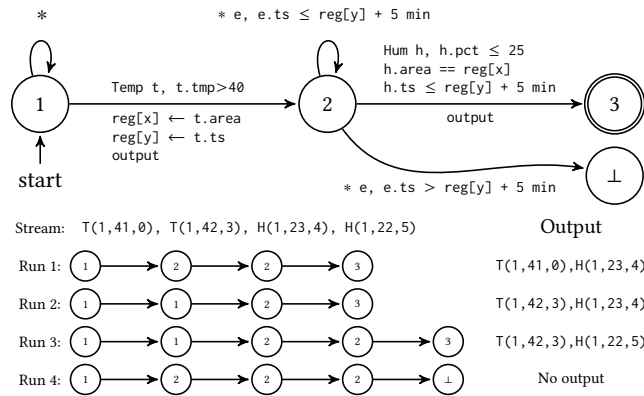 *
* e, e.ts ≤ reg[y] + 5 min
Hum h, h.pct ≤ 25
h.area == reg[x]
h.ts ≤ reg[y] + 5 min
Temp t, t.tmp>40
1
2
3
reg[x] ← t.area
reg[y] ← t.ts
output
output
start
⊥
* e, e.ts > reg[y] + 5 min
Stream: T(1,41,0), T(1,42,3), H(1,23,4), H(1,22,5) Output
Run 1: 1 2 2 3 T(1,41,0),H(1,23,4)
Run 2: 1 1 2 3 T(1,42,3),H(1,23,4)
Run 3: 1 1 2 2 3 T(1,42,3),H(1,22,5)
Run 4: 1 2 2 2 ⊥ No output